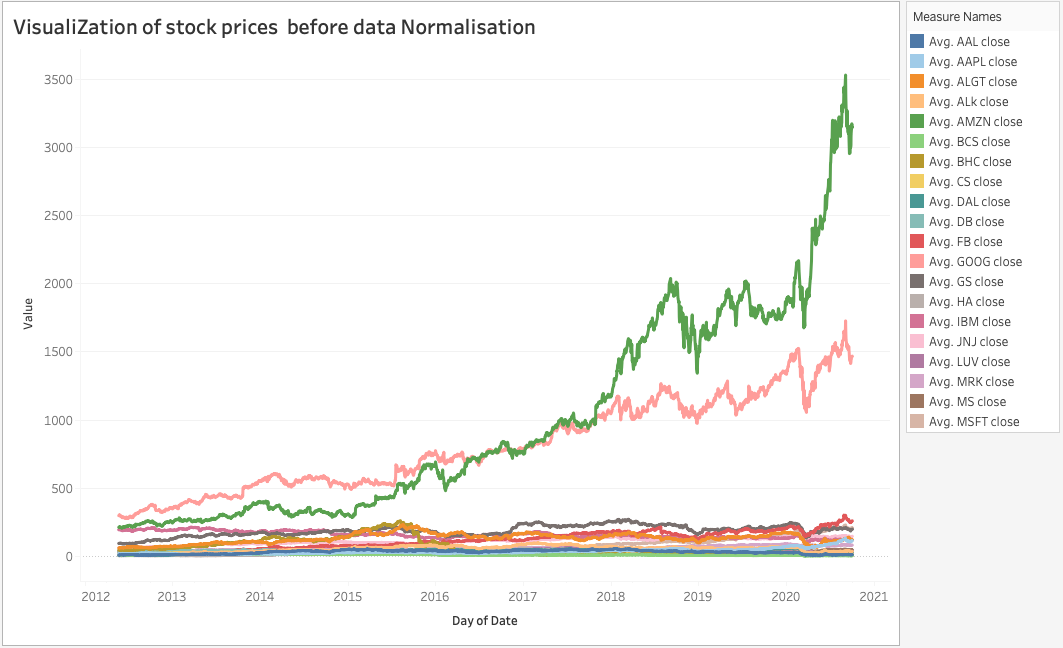 VisualiZation of stock prices  before data Normalisation
Measure Names
Avg. AAL close
Avg. AAPL close
Avg. ALGT close
Avg. ALk close
Avg. AMZN close
Avg. BCS close
Avg. BHC close
Avg. CS close
Avg. DAL close
Avg. DB close
Avg. FB close
Avg. GOOG close
Avg. GS close
Avg. HA close
Avg. IBM close
Avg. JNJ close
Avg. LUV close
Avg. MRK close
Avg. MS close
Avg. MSFT close
3500
3000
2500
2000
1500
1000
500
0
Value
2012 2013 2014 2015 2016 2017 2018 2019 2020 2021
Day of Date